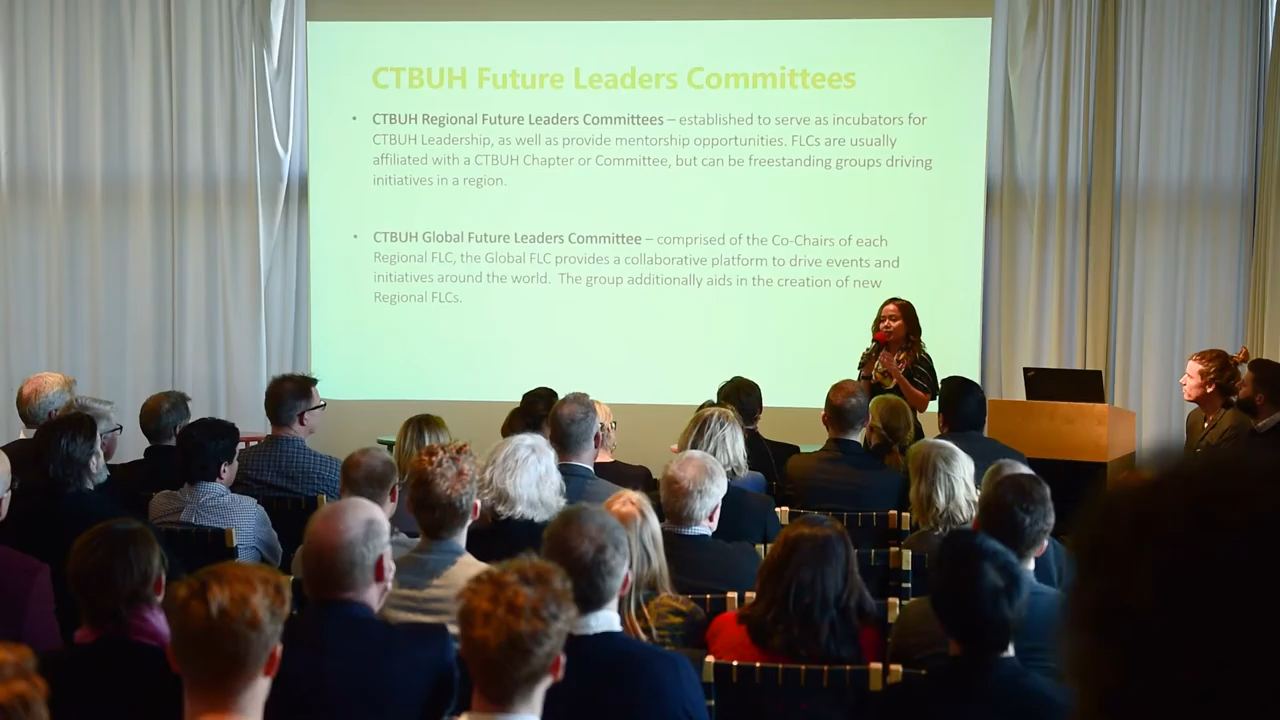 CTBUH Future Leaders Committees
• CTBUH Regional Future Leaders Committees – established to serve as incubators for
CTBUH Leadership, as well as provide mentorship opportunities. FLCs are usually
affiliated with a CTBUH Chapter or Committee, but can be freestanding groups driving
initiatives in a region.
• CTBUH Global Future Leaders Committee – comprised of the Co-Chairs of each
Regional FLC, the Global FLC provides a collaborative platform to drive events and
initiatives around the world. The group additionally aids in the creation of new
Regional FLCs.